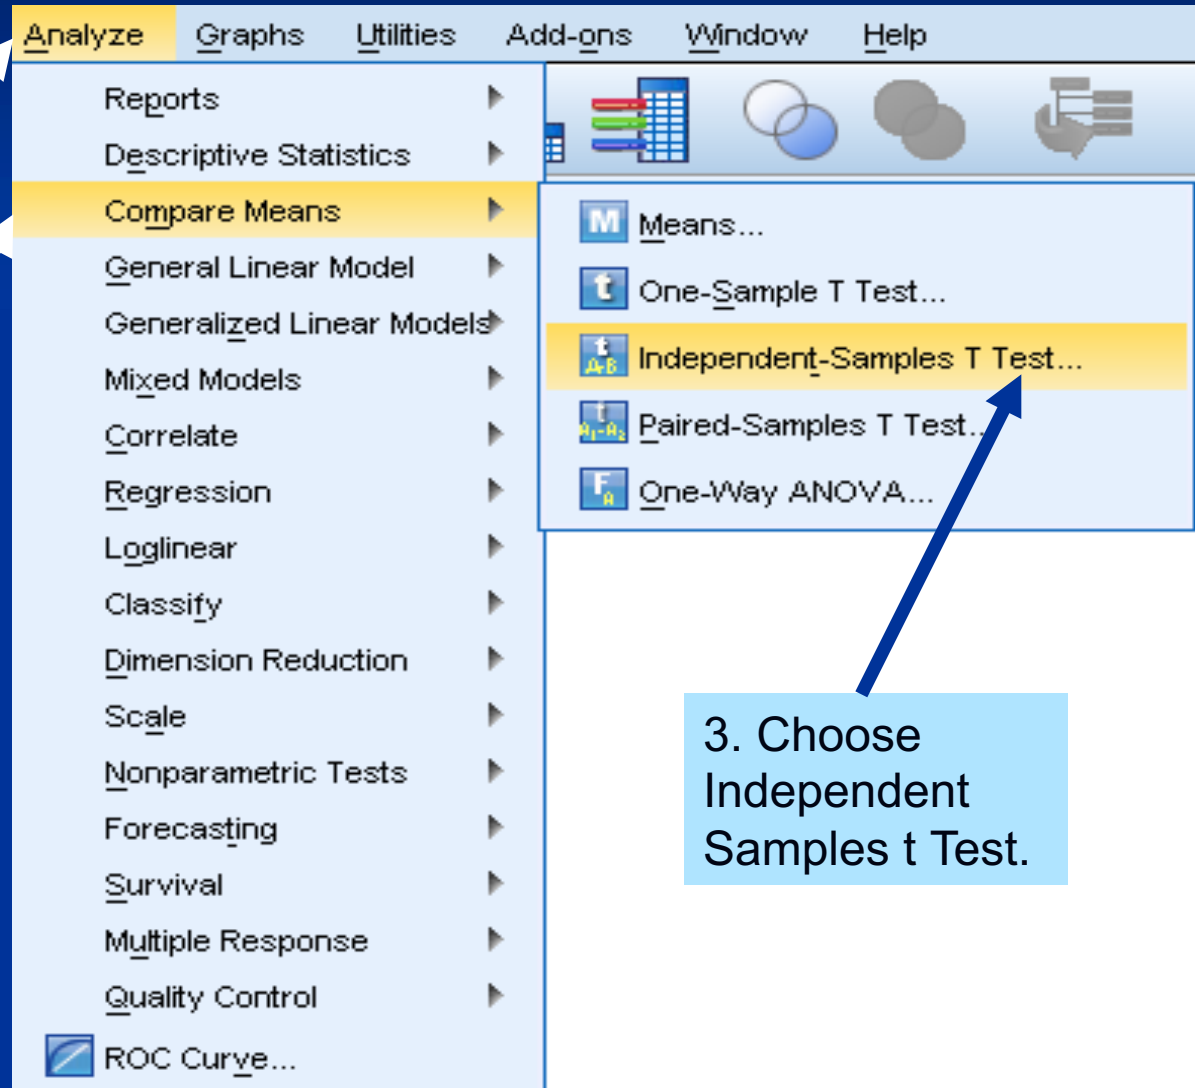 Analyze Graphs Utilities Add-ons Window Help
Reports
Descriptive Statistics
Compare Means
General Linear Model
Generalized Linear Models
Mixed Models
Correlate
Regression
Loglinear
Classify
Dimension Reduction
Scale
Nonparametric Tests
Forecasting
Survival
Multiple Response
Quality Control
ROC Curve...
M Means...
t One-Sample T Test...
t A-B Independent-Samples T Test...
t A1-A2 Paired-Samples T Test...
F A One-Way ANOVA...
3. Choose
Independent
Samples t Test.